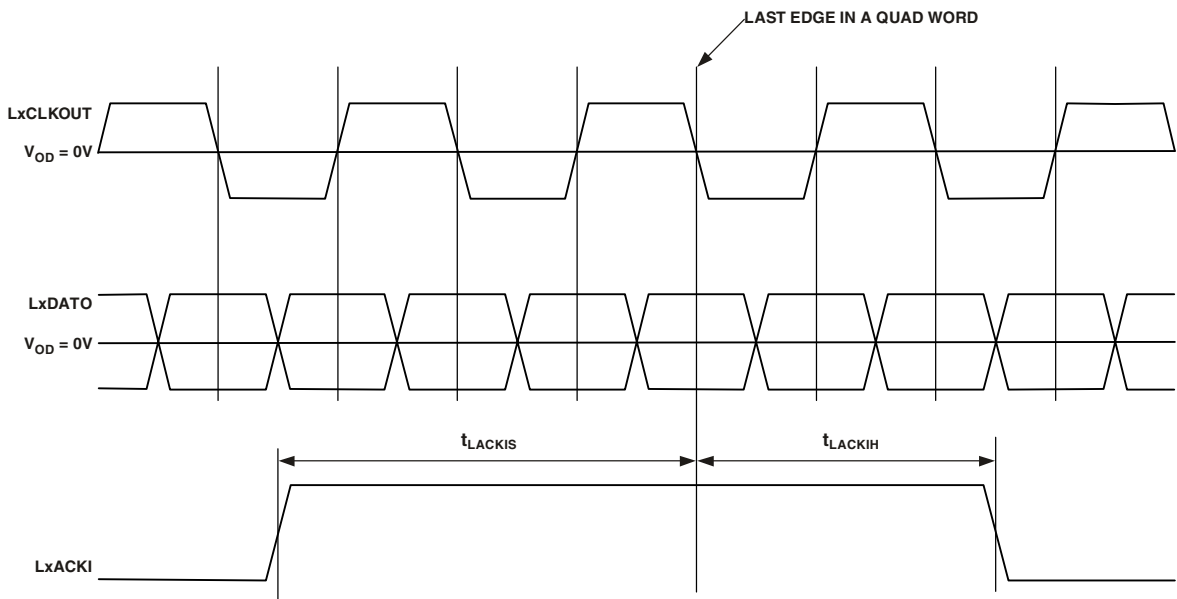 LAST EDGE IN A QUAD WORD
LxCLKOUT
VOD = 0V
LxDATO
VOD = 0V
tLACKIS
tLACKIH
LxACKI